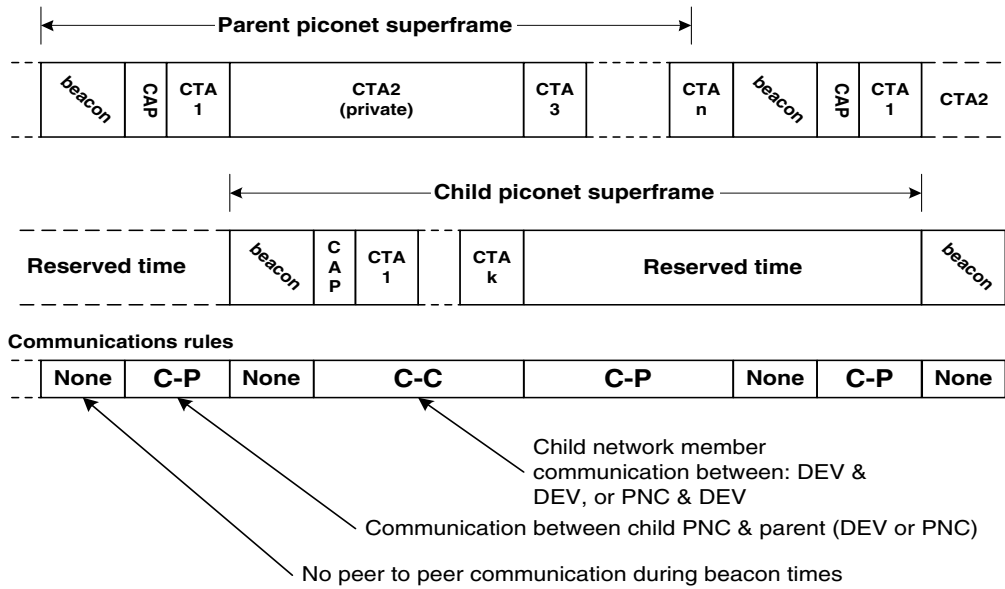 Parent piconet superframe
beacon
CAP
CTA
1
CTA2
(private)
CTA
3
CTA
n
beacon
CAP
CTA
1
CTA2
Child piconet superframe
Reserved time
beacon
C
A
P
CTA
1
CTA
k
Reserved time
beacon
Communications rules
None
C-P
None
C-C
C-P
None
C-P
None
Child network member
communication between: DEV &
DEV, or PNC & DEV
Communication between child PNC & parent (DEV or PNC)
No peer to peer communication during beacon times